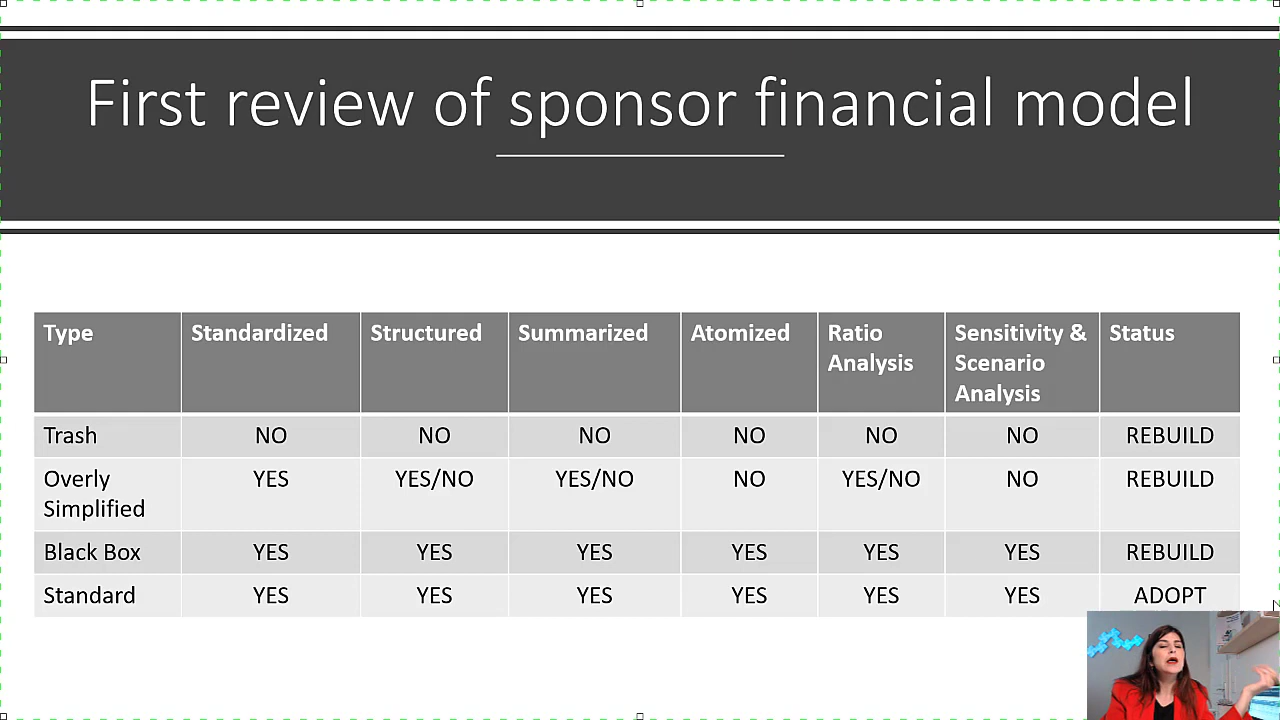 First review of sponsor financial model
Type Standardized Structured Summarized Atomized Ratio Analysis Sensitivity & Scenario Analysis Status
Trash NO NO NO NO NO NO REBUILD
Overly Simplified YES YES/NO YES/NO NO YES/NO NO REBUILD
Black Box YES YES YES YES YES YES REBUILD
Standard YES YES YES YES YES YES ADOPT